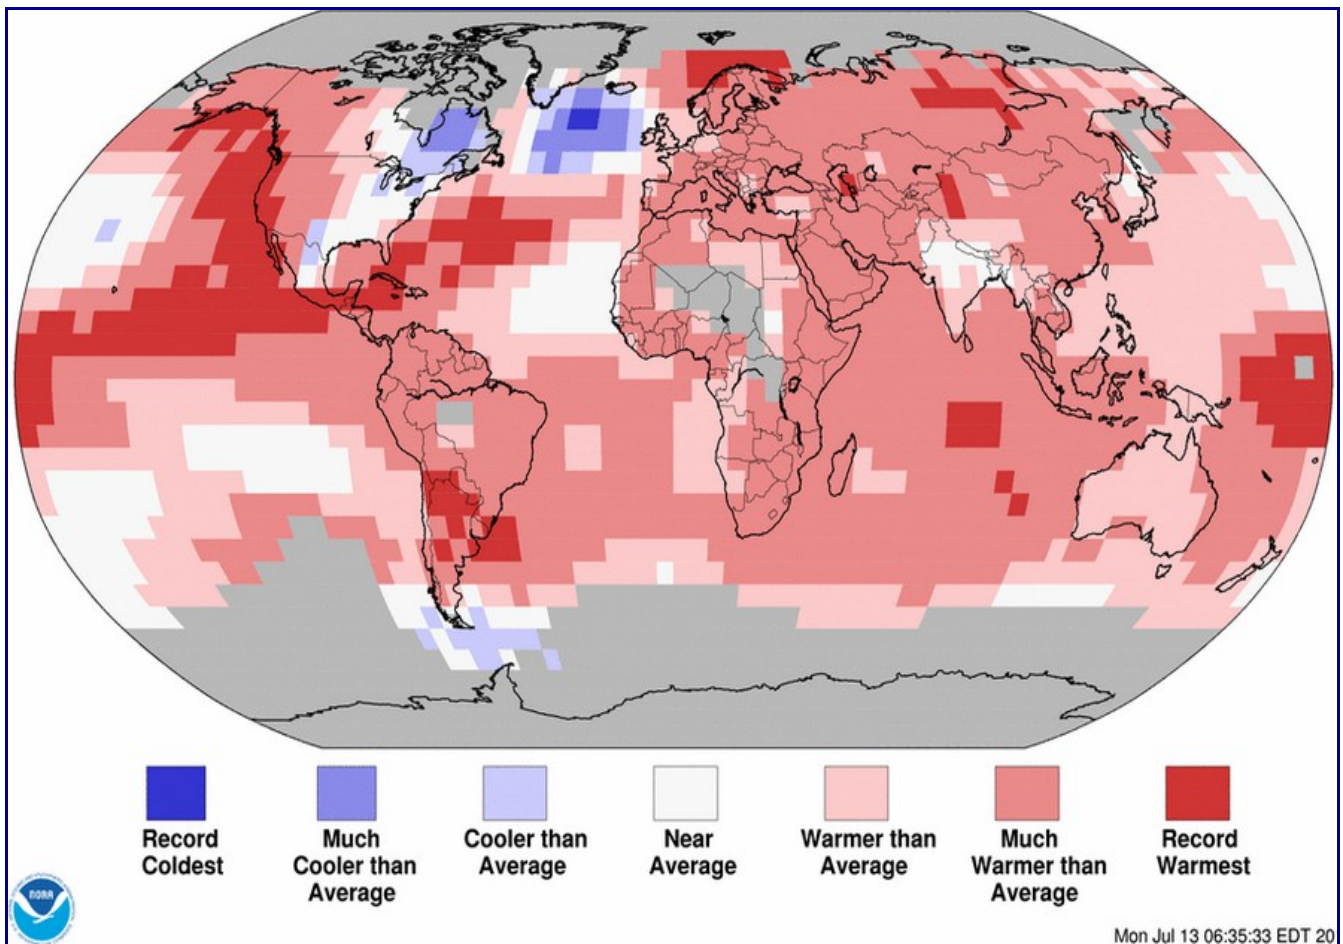 Record
Coldest
Much
Cooler than
Average
Cooler than
Average
Near
Average
Warmer than
Average
Much
Warmer than
Average
Record
Warmest
NOAA
Mon Jul 13 06:35:33 EDT 20